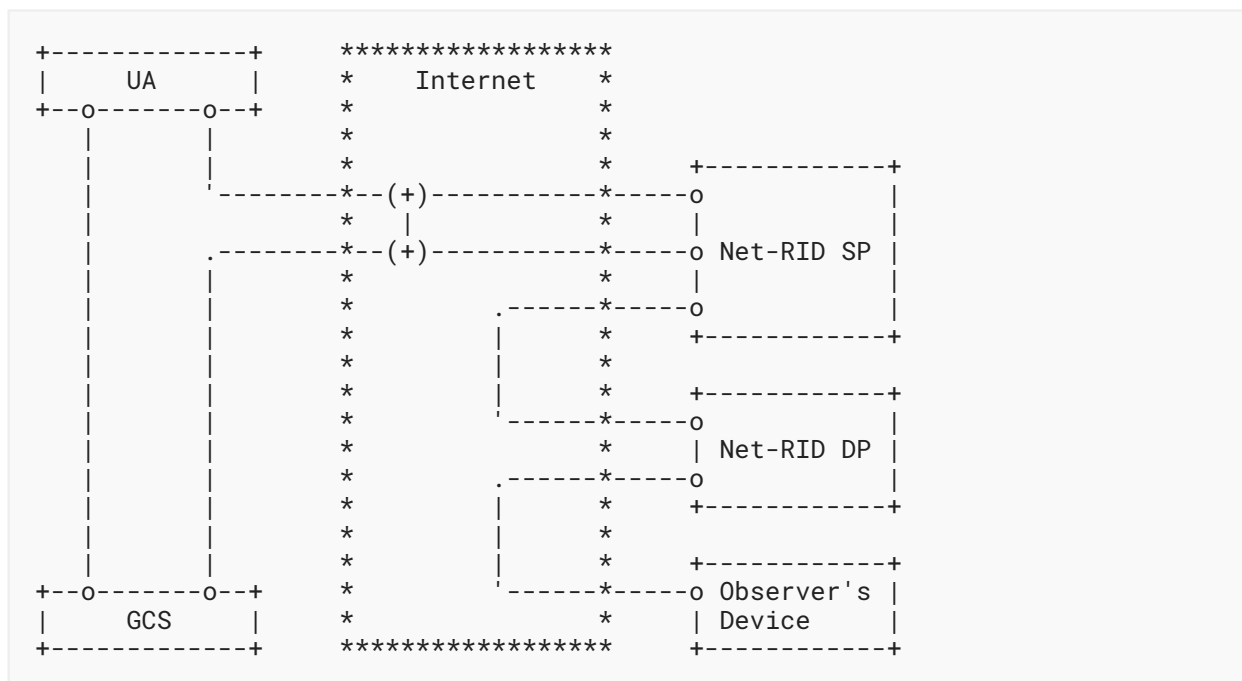 +-------------+     ******************
|     UA      |     *    Internet    *
+--o-------o--+     *                *
   |       |        *                *
   |       |        *                *     +------------+
   |       '--------*--(+)-----------*-----o            |
   |                *   |            *     |            |
   |       .--------*--(+)-----------*-----o Net-RID SP |
   |       |        *                *     |            |
   |       |        *         .------*-----o            |
   |       |        *         |      *     +------------+
   |       |        *         |      *
   |       |        *         |      *     +------------+
   |       |        *         '------*-----o            |
   |       |        *                *     | Net-RID DP |
   |       |        *         .------*-----o            |
   |       |        *         |      *     +------------+
   |       |        *         |      *
   |       |        *         |      *     +------------+
+--o-------o--+     *         '------*-----o Observer's |
|     GCS     |     *                *     | Device     |
+-------------+     ******************     +------------+